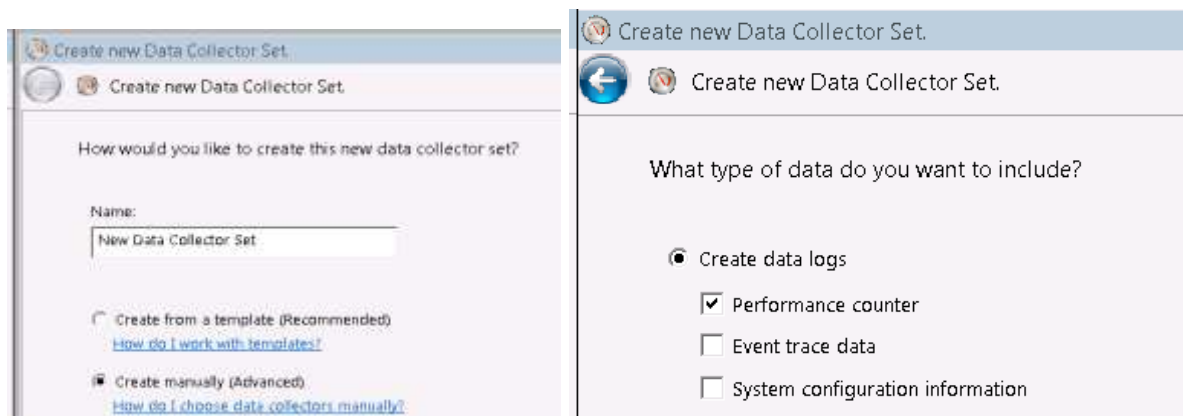 Create new Data Collector Set.
Create new Data Collector Set.
How would you like to create this new data collector set?
Name:
New Data Collector Set
Create from a template (Recommended)
How do I work with templates?
Create manually (Advanced)
How do I choose data collectors manually?
Create new Data Collector Set.
Create new Data Collector Set.
What type of data do you want to include?
Create data logs
Performance counter
Event trace data
System configuration information